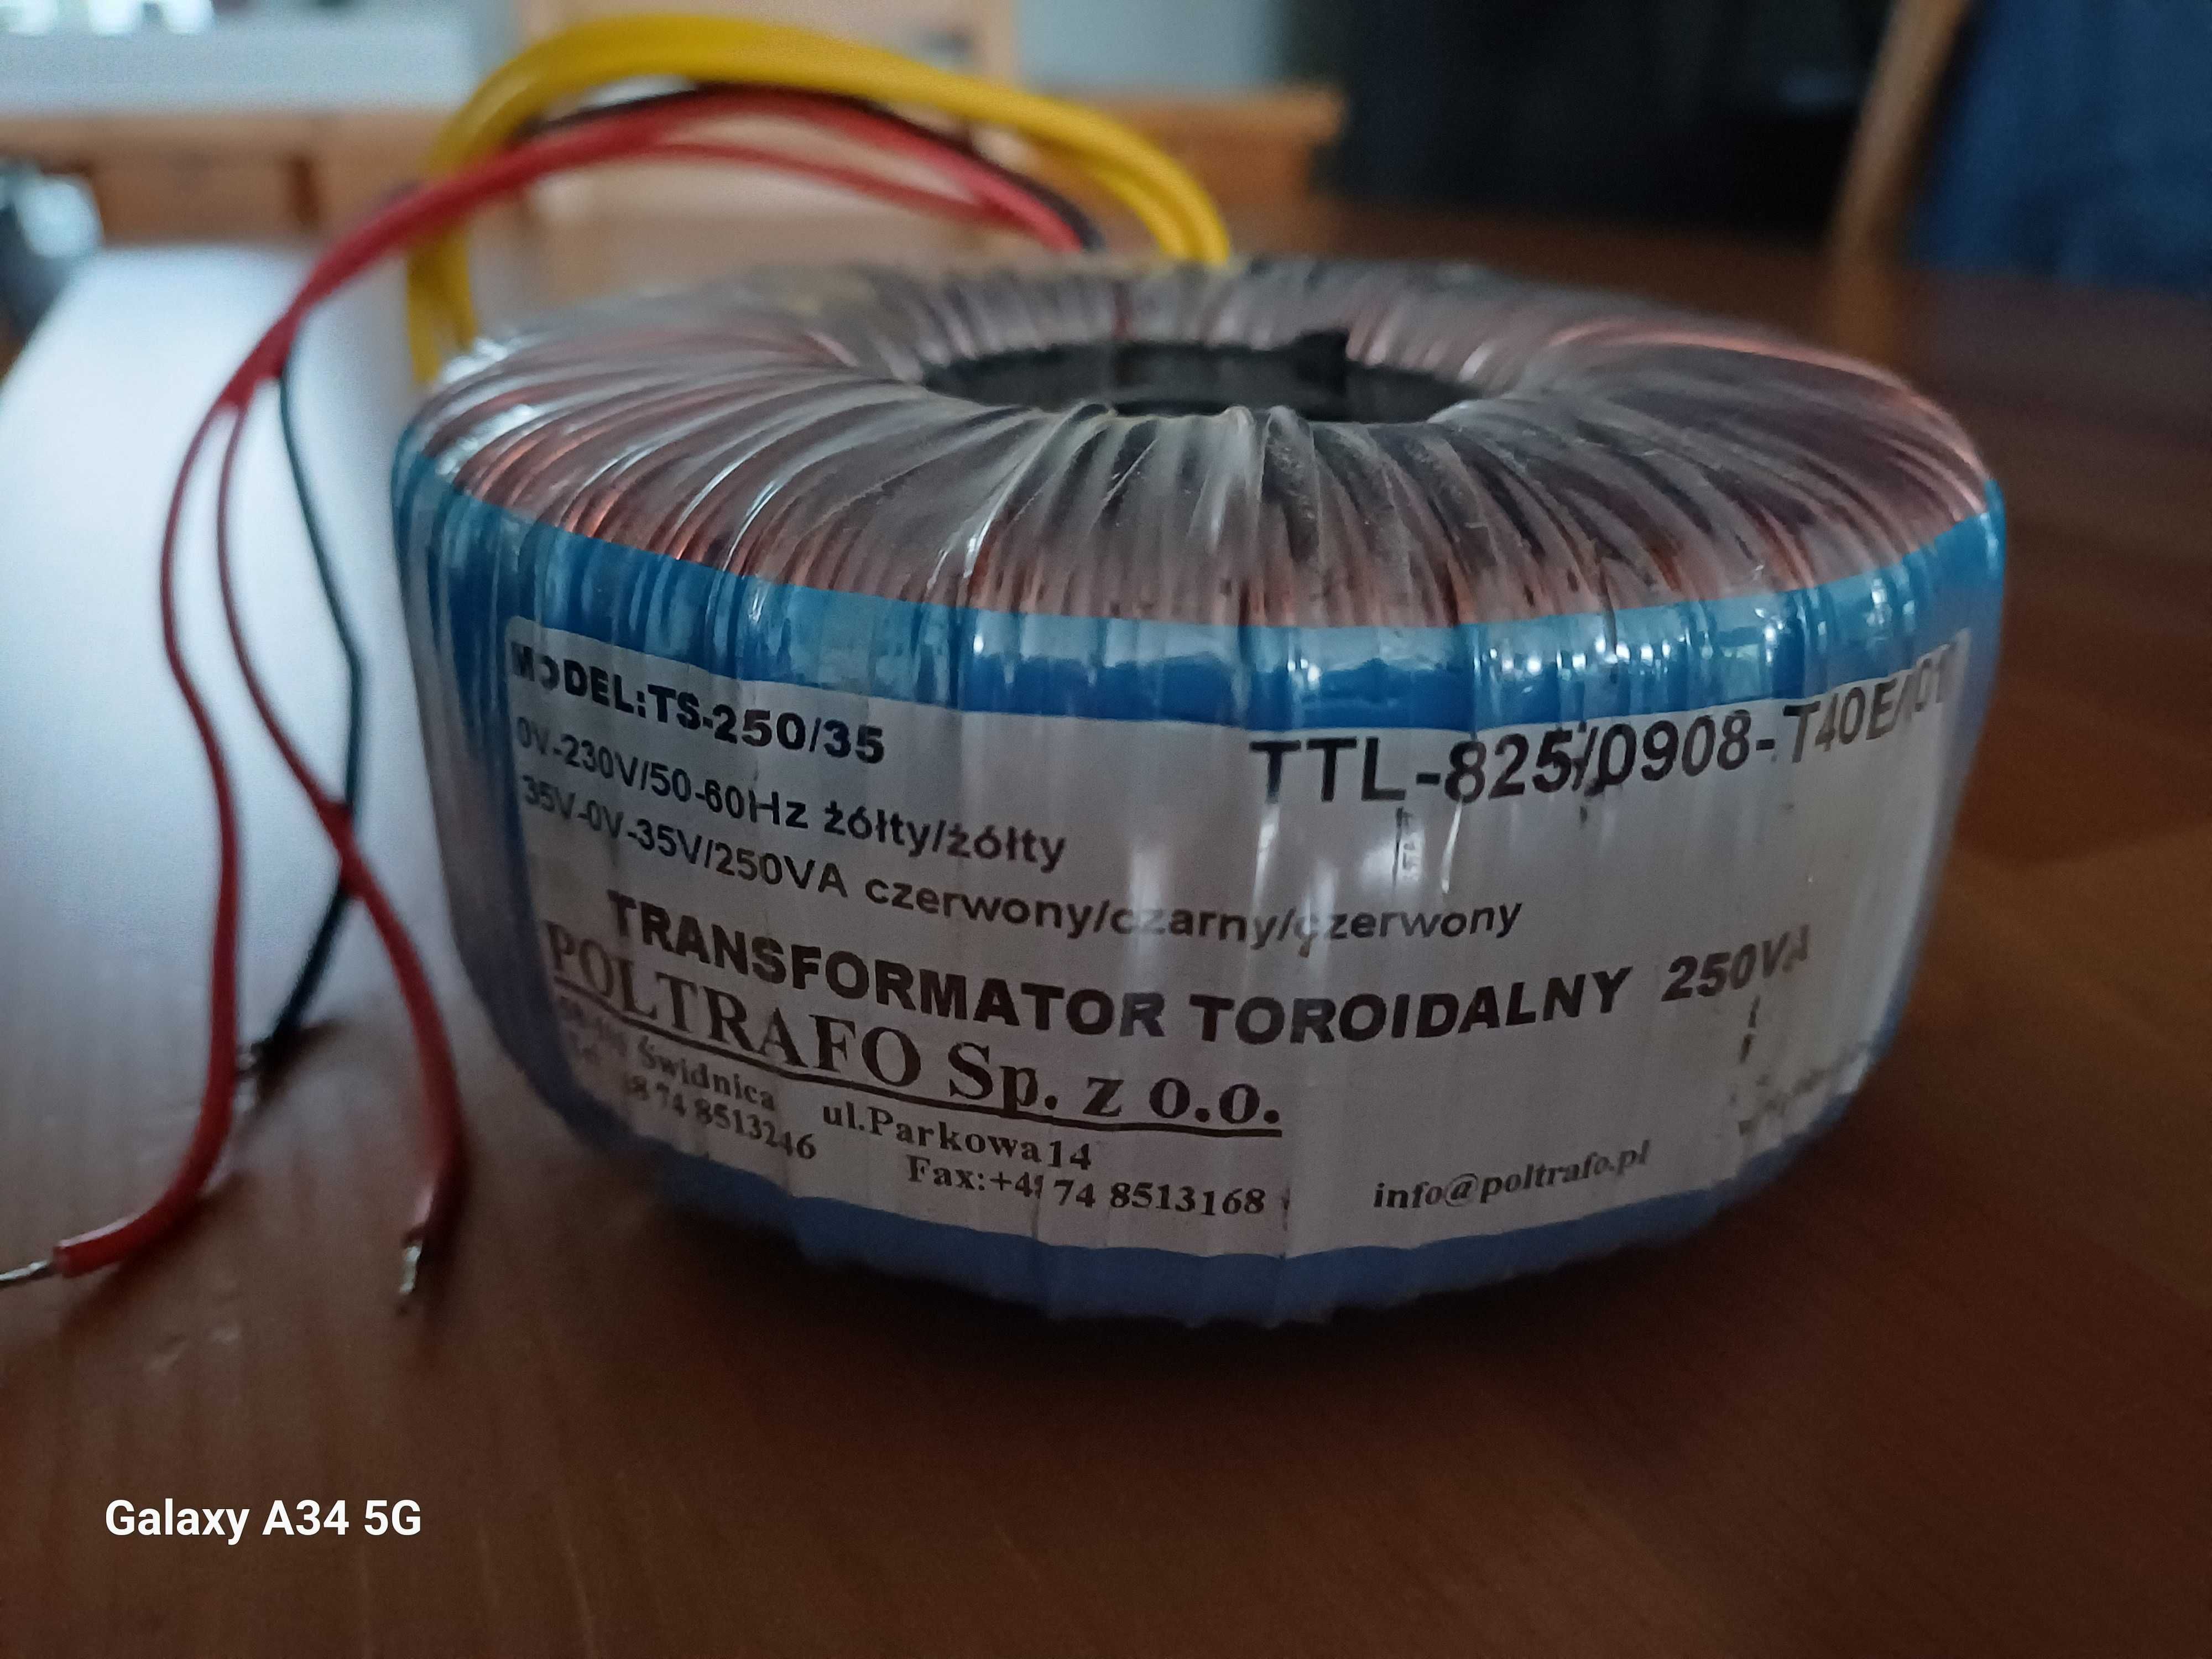 MODEL:TS-250/35
TTL-825/0908-T40E/
0V-230V/50-60Hz żółty/żółty
35V-0V-35V/250VA czerwony/czarny/czerwony
TRANSFORMATOR TOROIDALNY 250VA
POLTRAFO Sp. z o.o.
Świdnica ul.Parkowa14
74 8513246 Fax:+48 74 8513168 info@poltrafo.pl
Galaxy A34 5G